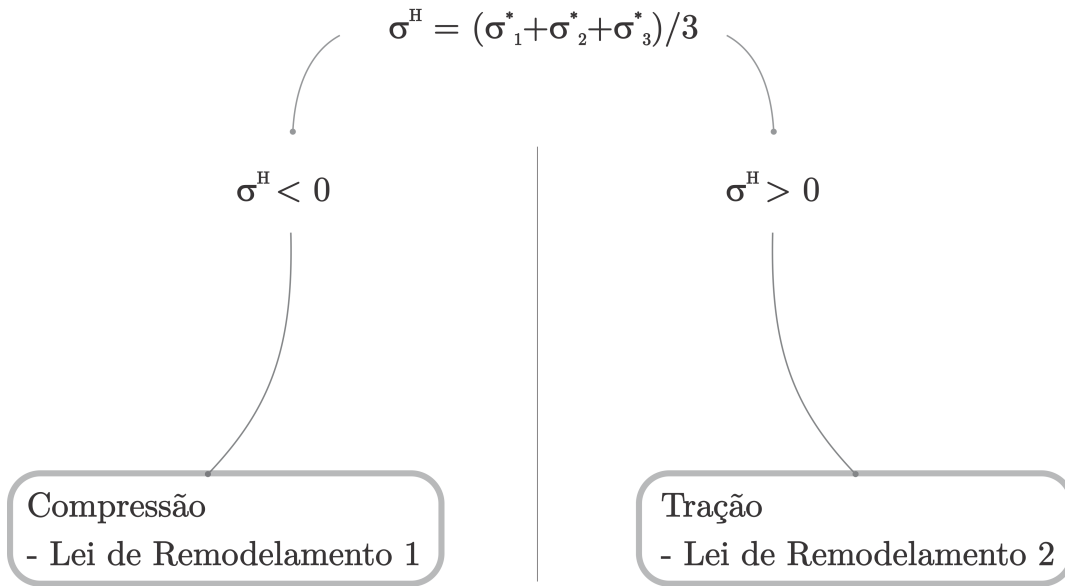 σᴴ = (σ*₁+σ*₂+σ*₃)/3
σᴴ < 0
σᴴ > 0
Compressão
- Lei de Remodelamento 1
Tração
- Lei de Remodelamento 2